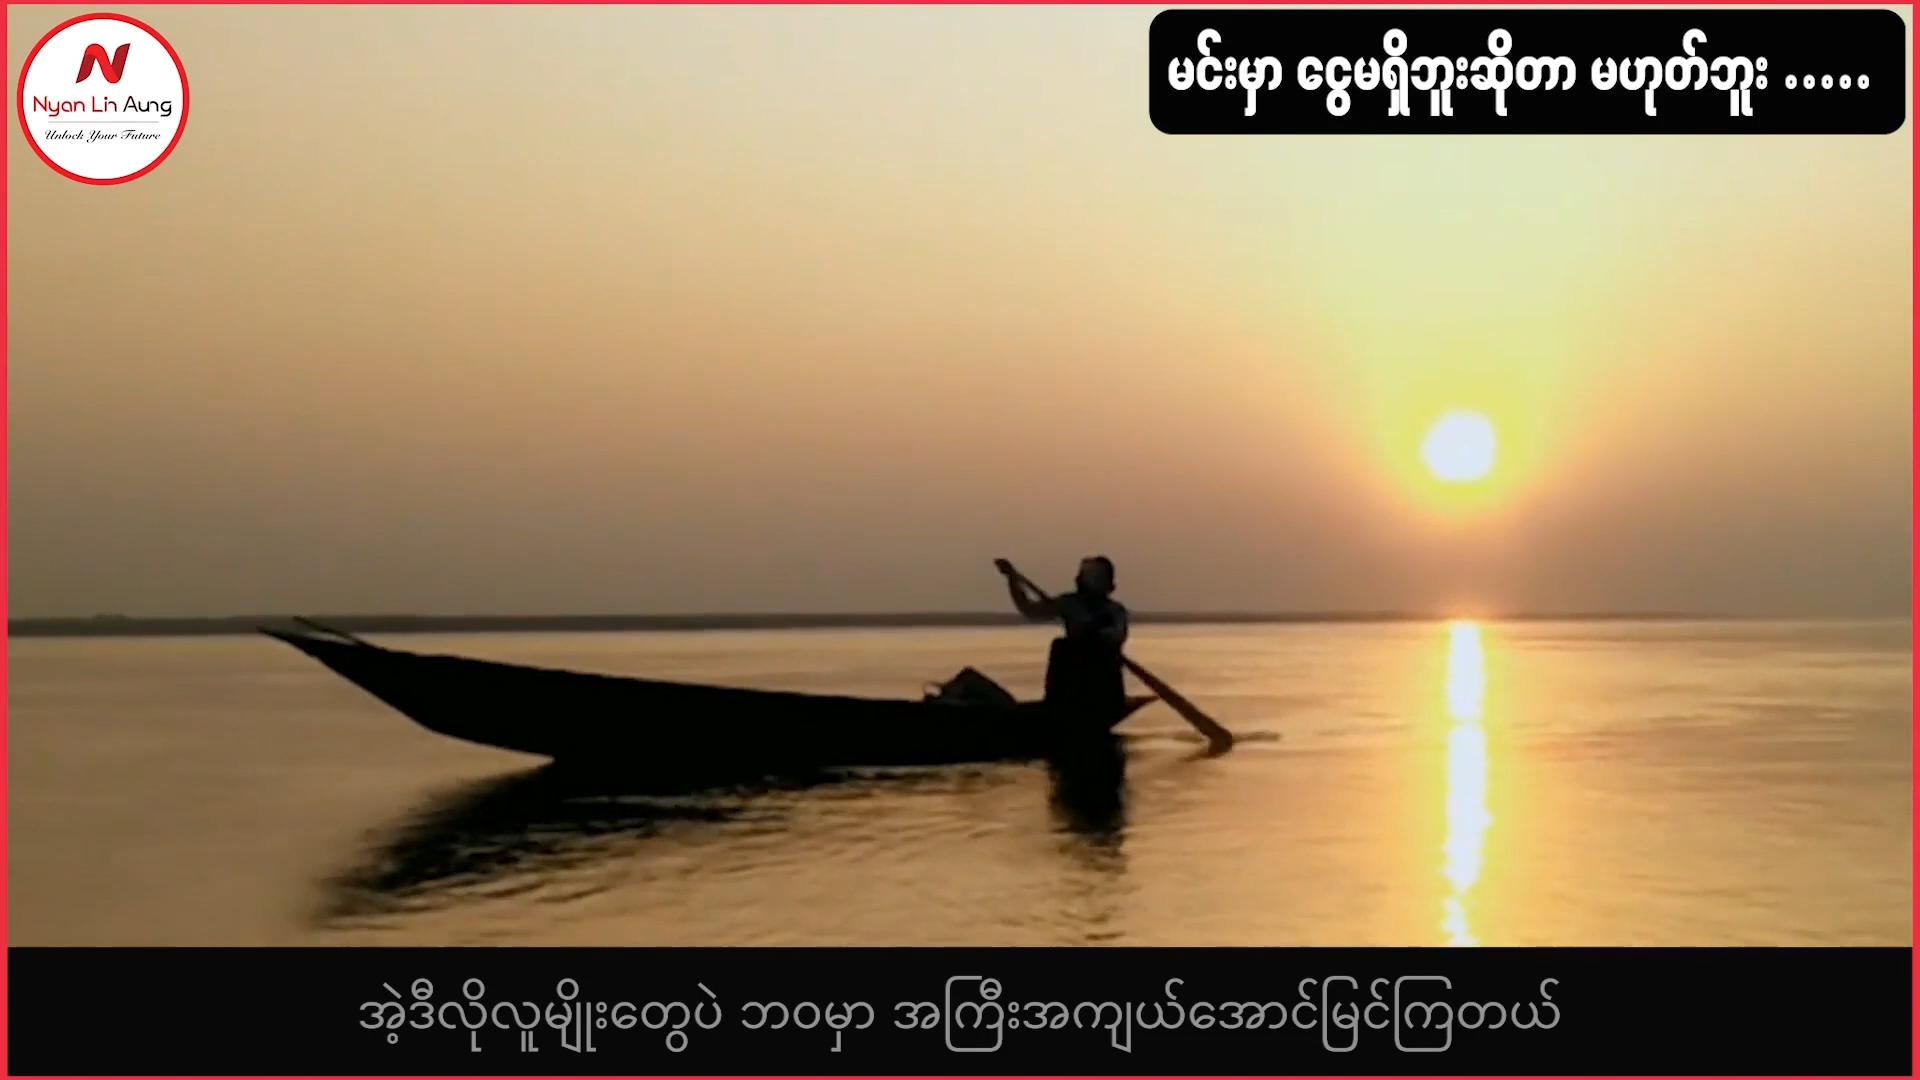 Nyan Lin Aung
Unlock Your Future
မင်းမှာ ငွေမရှိဘူးဆိုတာ မဟုတ်ဘူး .....
အဲ့ဒီလိုလူမျိုးတွေပဲ ဘဝမှာ အကြီးအကျယ်အောင်မြင်ကြတယ်